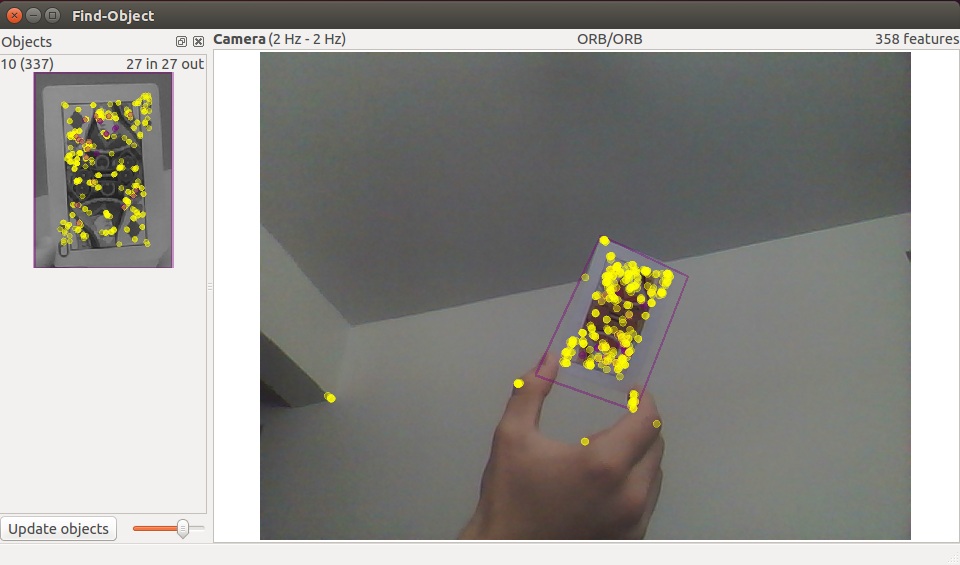 Find-Object
Objects
Camera (2 Hz - 2 Hz) ORB/ORB 358 features
10 (337) 27 in 27 out
Update objects